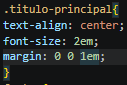 .titulo-principal{
text-align: center;
font-size: 2em;
margin: 0 0 1em;
}